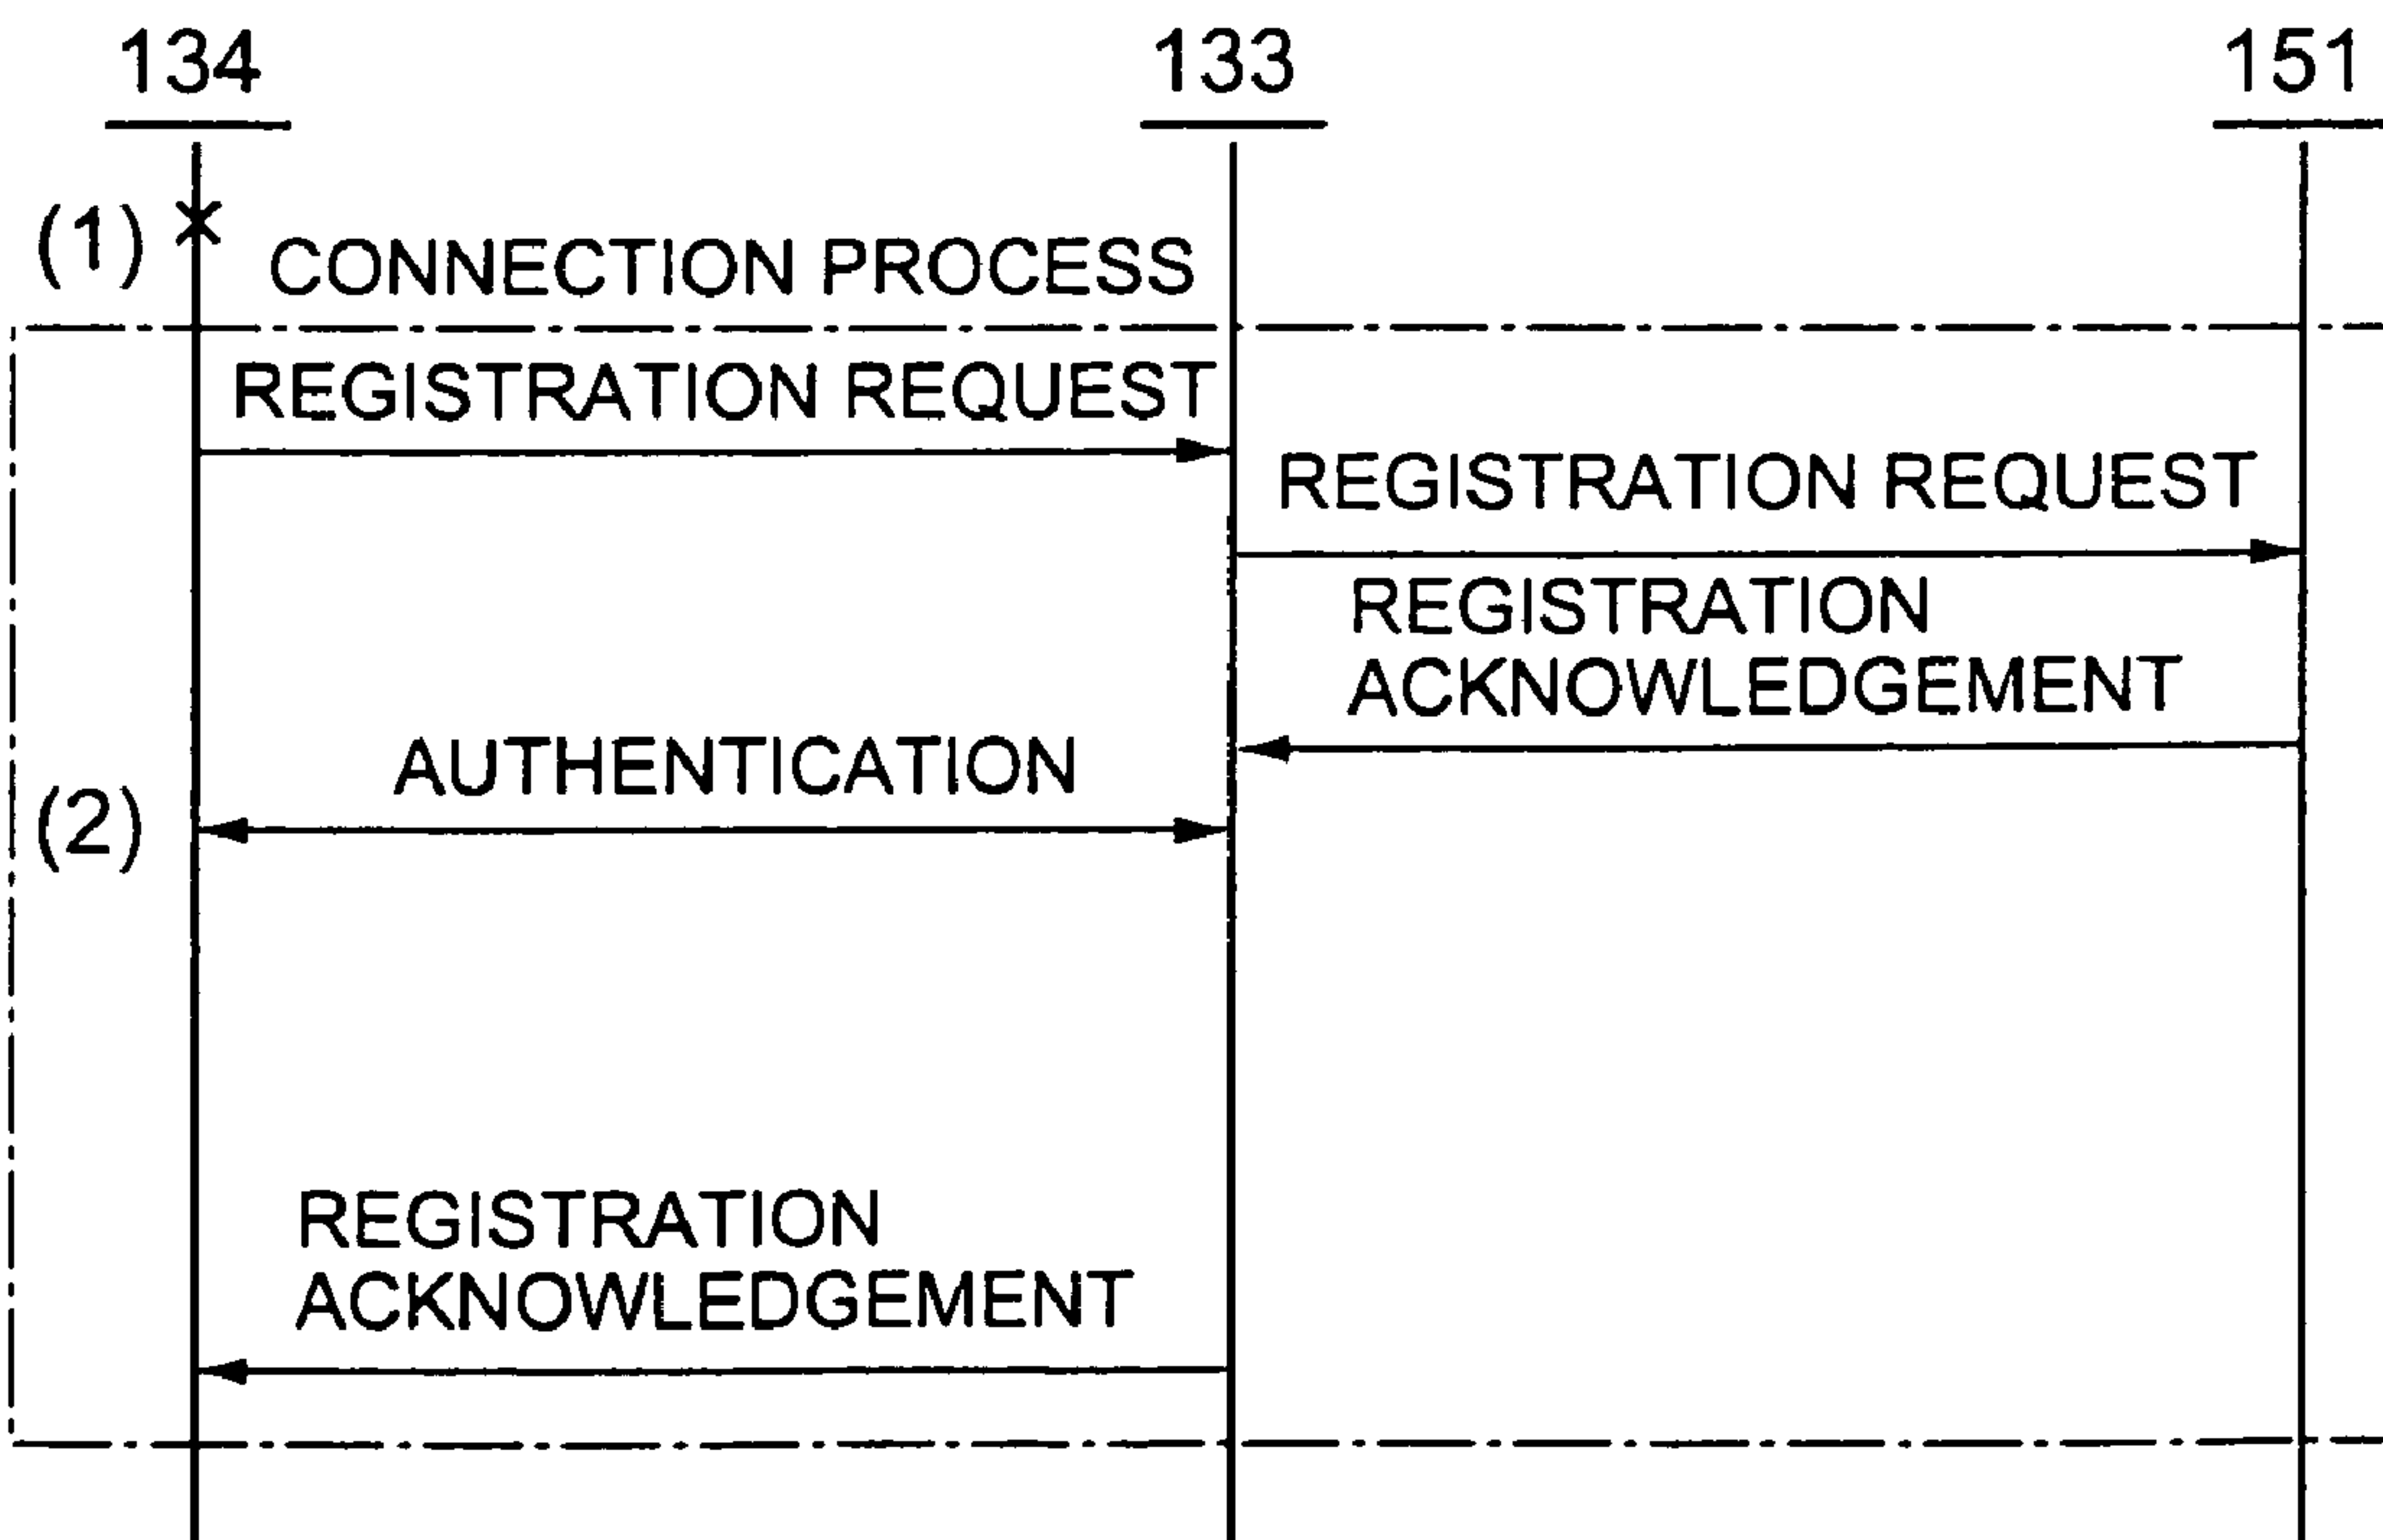 134
133
151
(1)
CONNECTION PROCESS
REGISTRATION REQUEST
REGISTRATION REQUEST
REGISTRATION
ACKNOWLEDGEMENT
AUTHENTICATION
(2)
REGISTRATION
ACKNOWLEDGEMENT